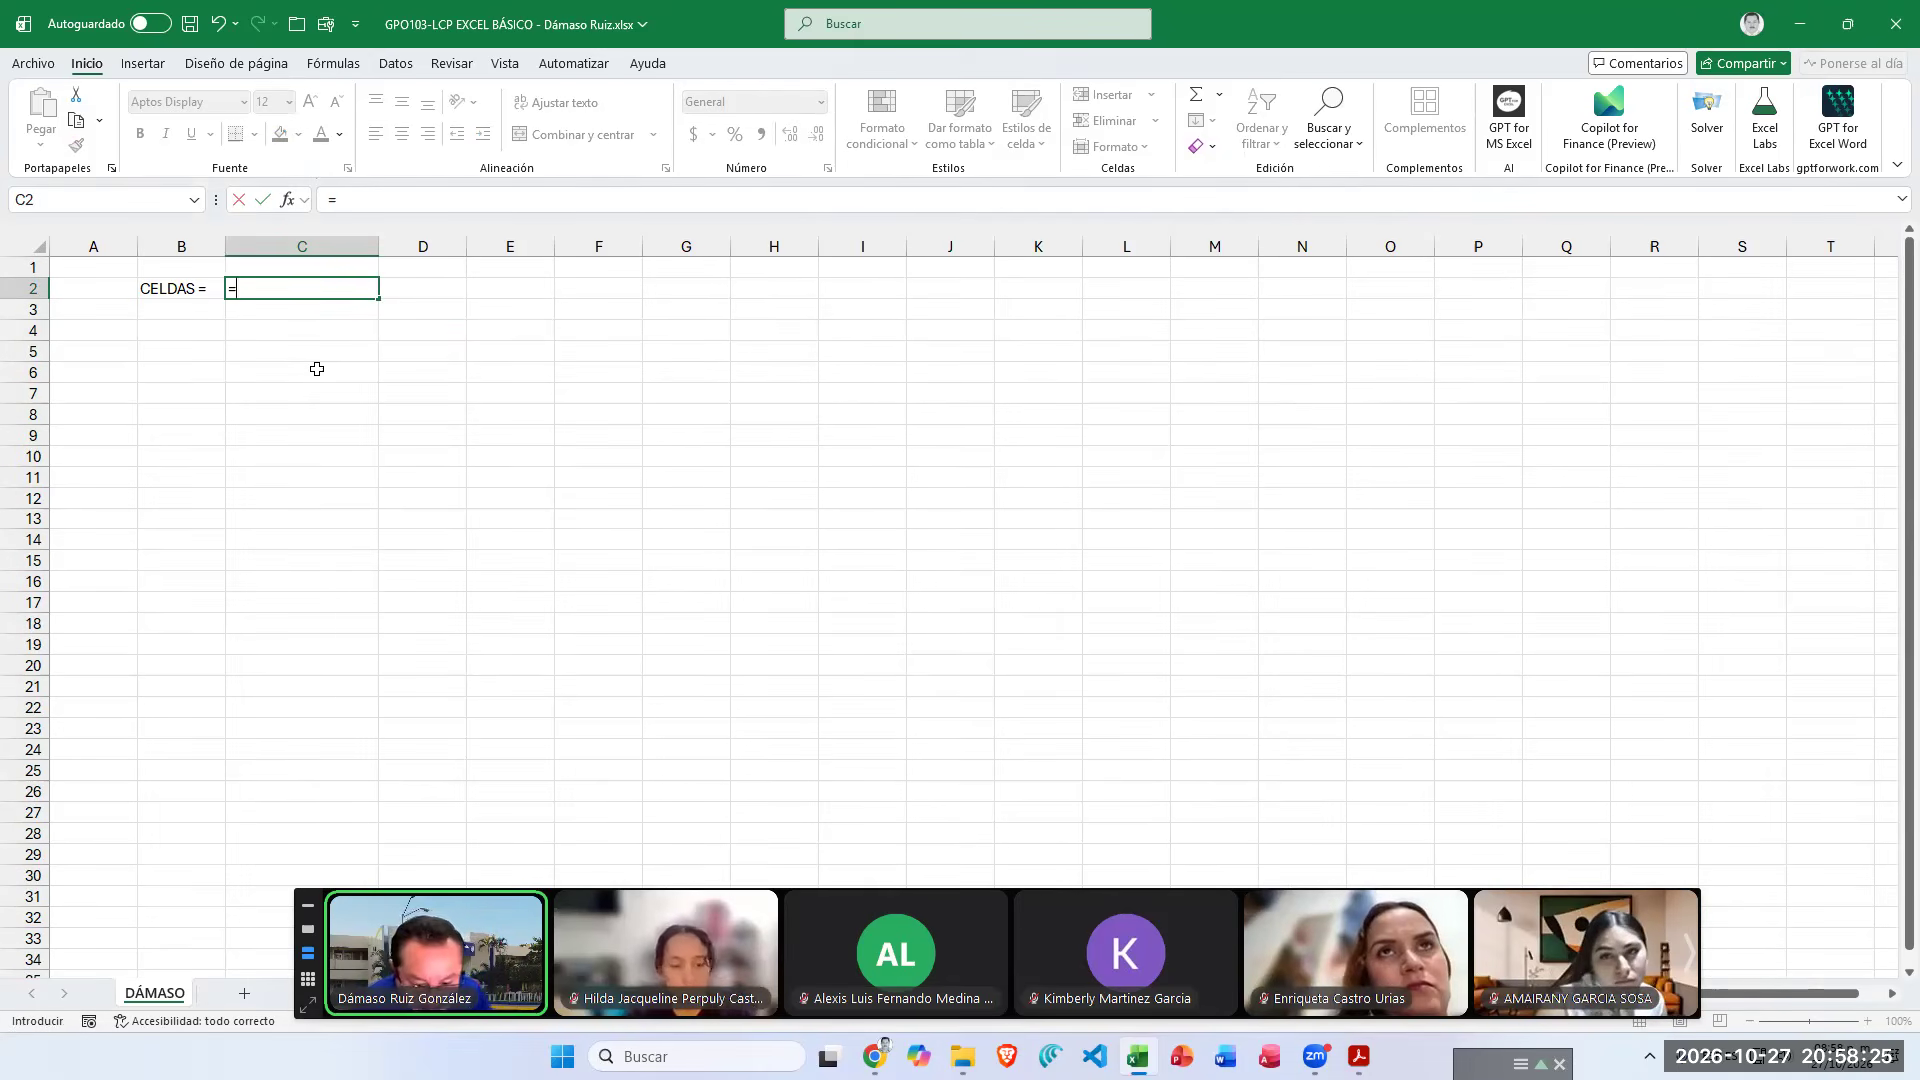 Autoguardado
GPO103-LCP EXCEL BÁSICO - Dámaso Ruiz.xlsx
Buscar
Archivo Inicio Insertar Diseño de página Fórmulas Datos Revisar Vista Automatizar Ayuda
Comentarios Compartir Ponerse al día
Pegar
Portapapeles
Aptos Display 12
Fuente
Ajustar texto
Combinar y centrar
Alineación
General
$ % 
Número
Formato condicional
Dar formato como tabla
Estilos de celda
Estilos
Insertar
Eliminar
Formato
Celdas
Ordenar y filtrar
Buscar y seleccionar
Edición
Complementos
Complementos
GPT for MS Excel
AI
Copilot for Finance (Preview)
Copilot for Finance (Pre...
Solver
Solver
Excel Labs
Excel Labs
GPT for Excel Word
gptforwork.com
C2
fx
=
A B C D E F G H I J K L M N O P Q R S T
1
2 CELDAS = =
3
4
5
6
7
8
9
10
11
12
13
14
15
16
17
18
19
20
21
22
23
24
25
26
27
28
29
30
31
32
33
34
AL
K
Dámaso Ruiz González
Hilda Jacqueline Perpuly Cast...
Alexis Luis Fernando Medina ...
Kimberly Martinez Garcia
Enriqueta Castro Urias
AMAIRANY GARCIA SOSA
DÁMASO
Introducir
Accesibilidad: todo correcto
100%
Buscar
zm
2026-10-27 20:58:25